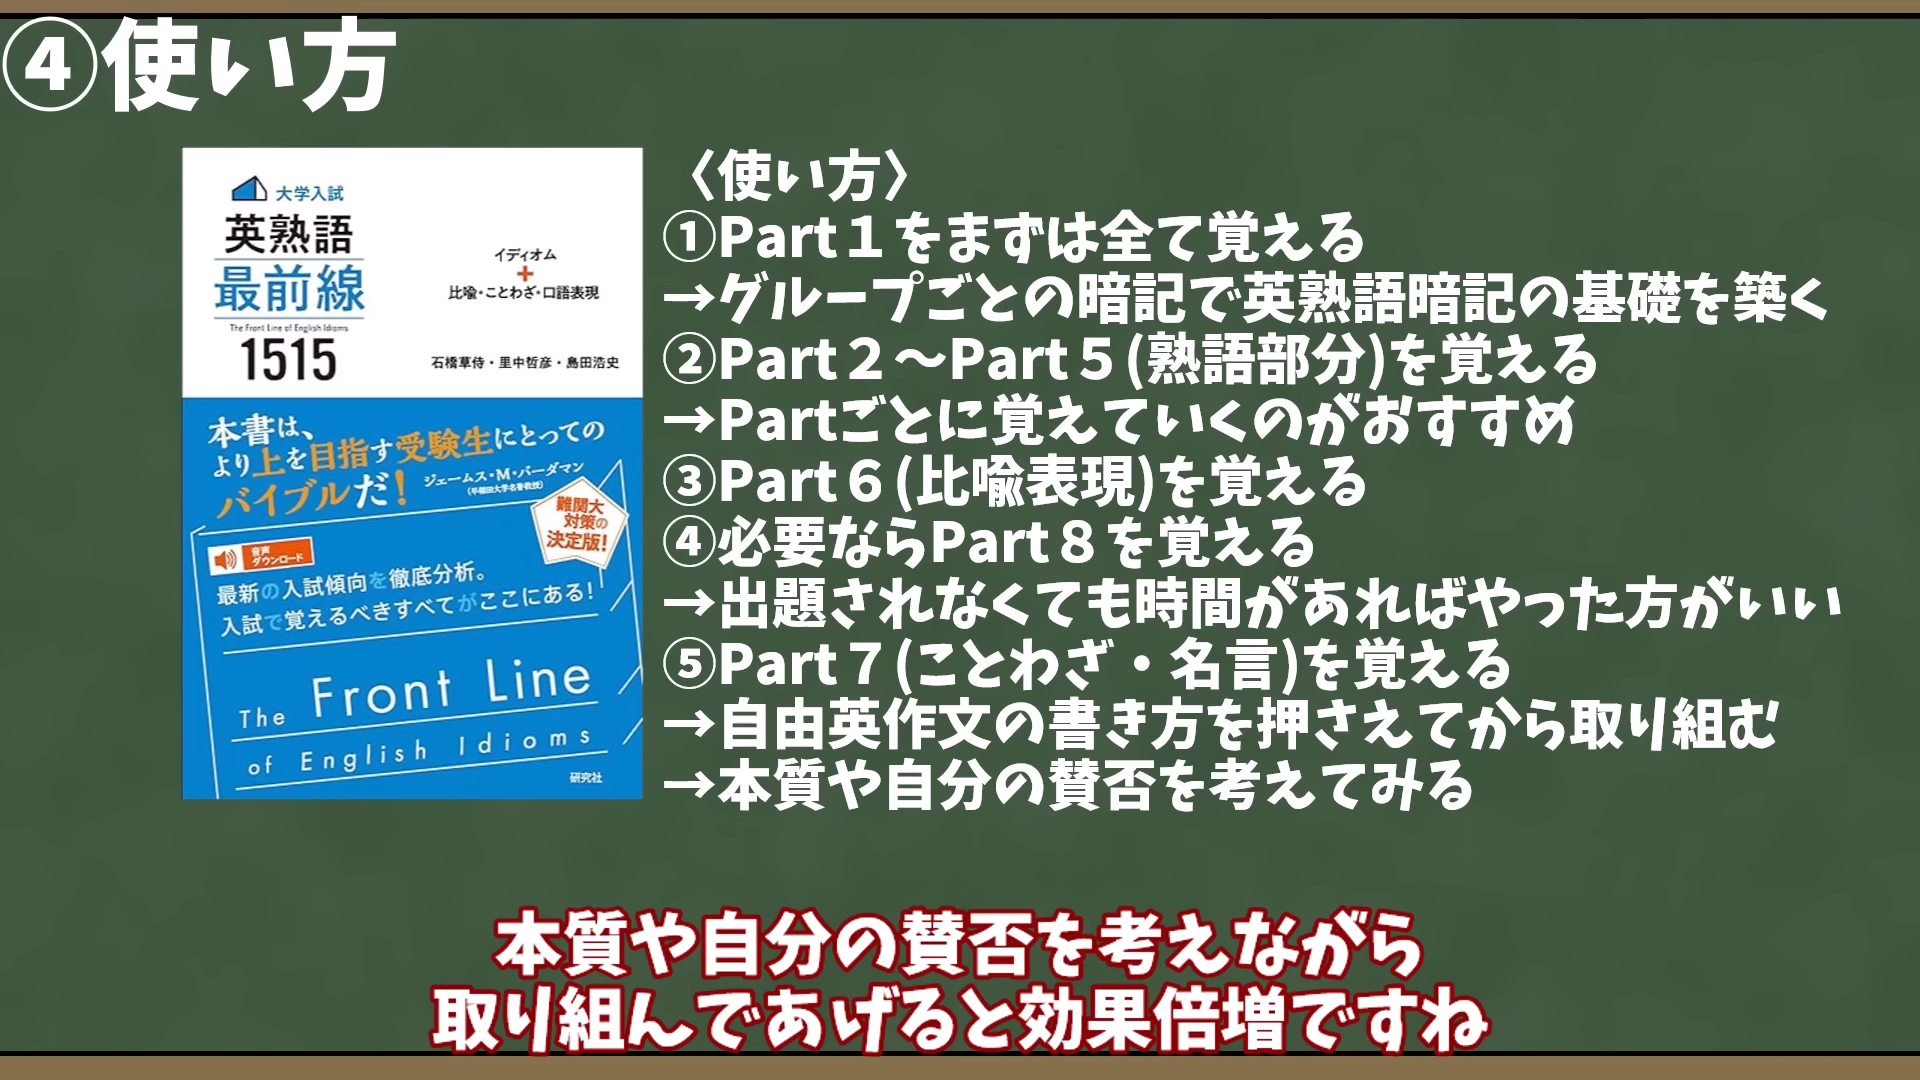 ④使い方
大学入試
英熟語
最前線
The Front Line of English Idioms
1515
イディオム
+
比喩・ことわざ・口語表現
石橋草侍・里中哲彦・島田浩史
本書は、
より上を目指す受験生にとっての
バイブルだ!
ジェームス・M・バーダマン
(早稲田大学名誉教授)
難関大
対策の
決定版!
音声
ダウンロード
最新の入試傾向を徹底分析。
入試で覚えるべきすべてがここにある!
The Front Line
of English Idioms
研究社
〈使い方〉
①Part1をまずは全て覚える
→グループごとの暗記で英熟語暗記の基礎を築く
②Part2～Part5(熟語部分)を覚える
→Partごとに覚えていくのがおすすめ
③Part6(比喩表現)を覚える
④必要ならPart8を覚える
→出題されなくても時間があればやった方がいい
⑤Part7(ことわざ・名言)を覚える
→自由英作文の書き方を押さえてから取り組む
→本質や自分の賛否を考えてみる
本質や自分の賛否を考えながら
取り組んであげると効果倍増ですね